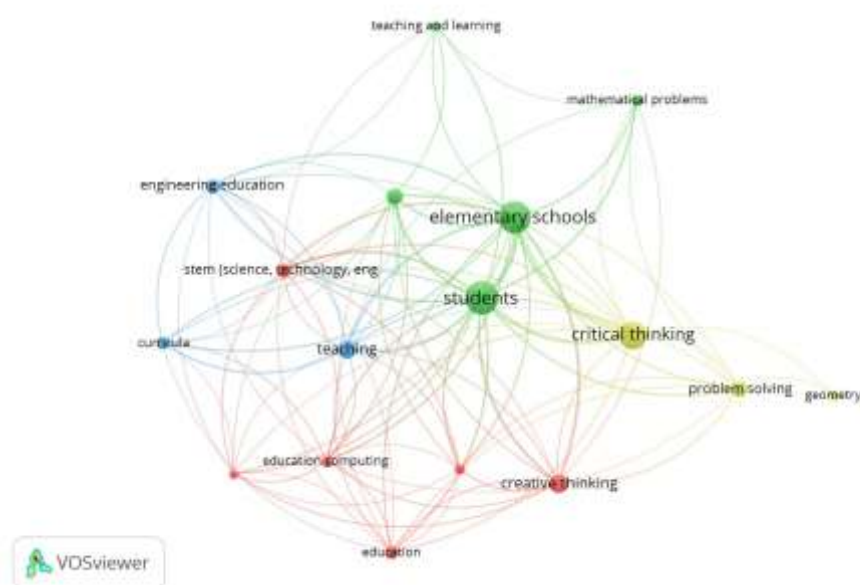 teaching and learning
mathematical problems
engineering education
elementary schools
stem (science, technology, eng
students
critical thinking
curricula
teaching
problem solving
geometry
education computing
creative thinking
education
VOSviewer